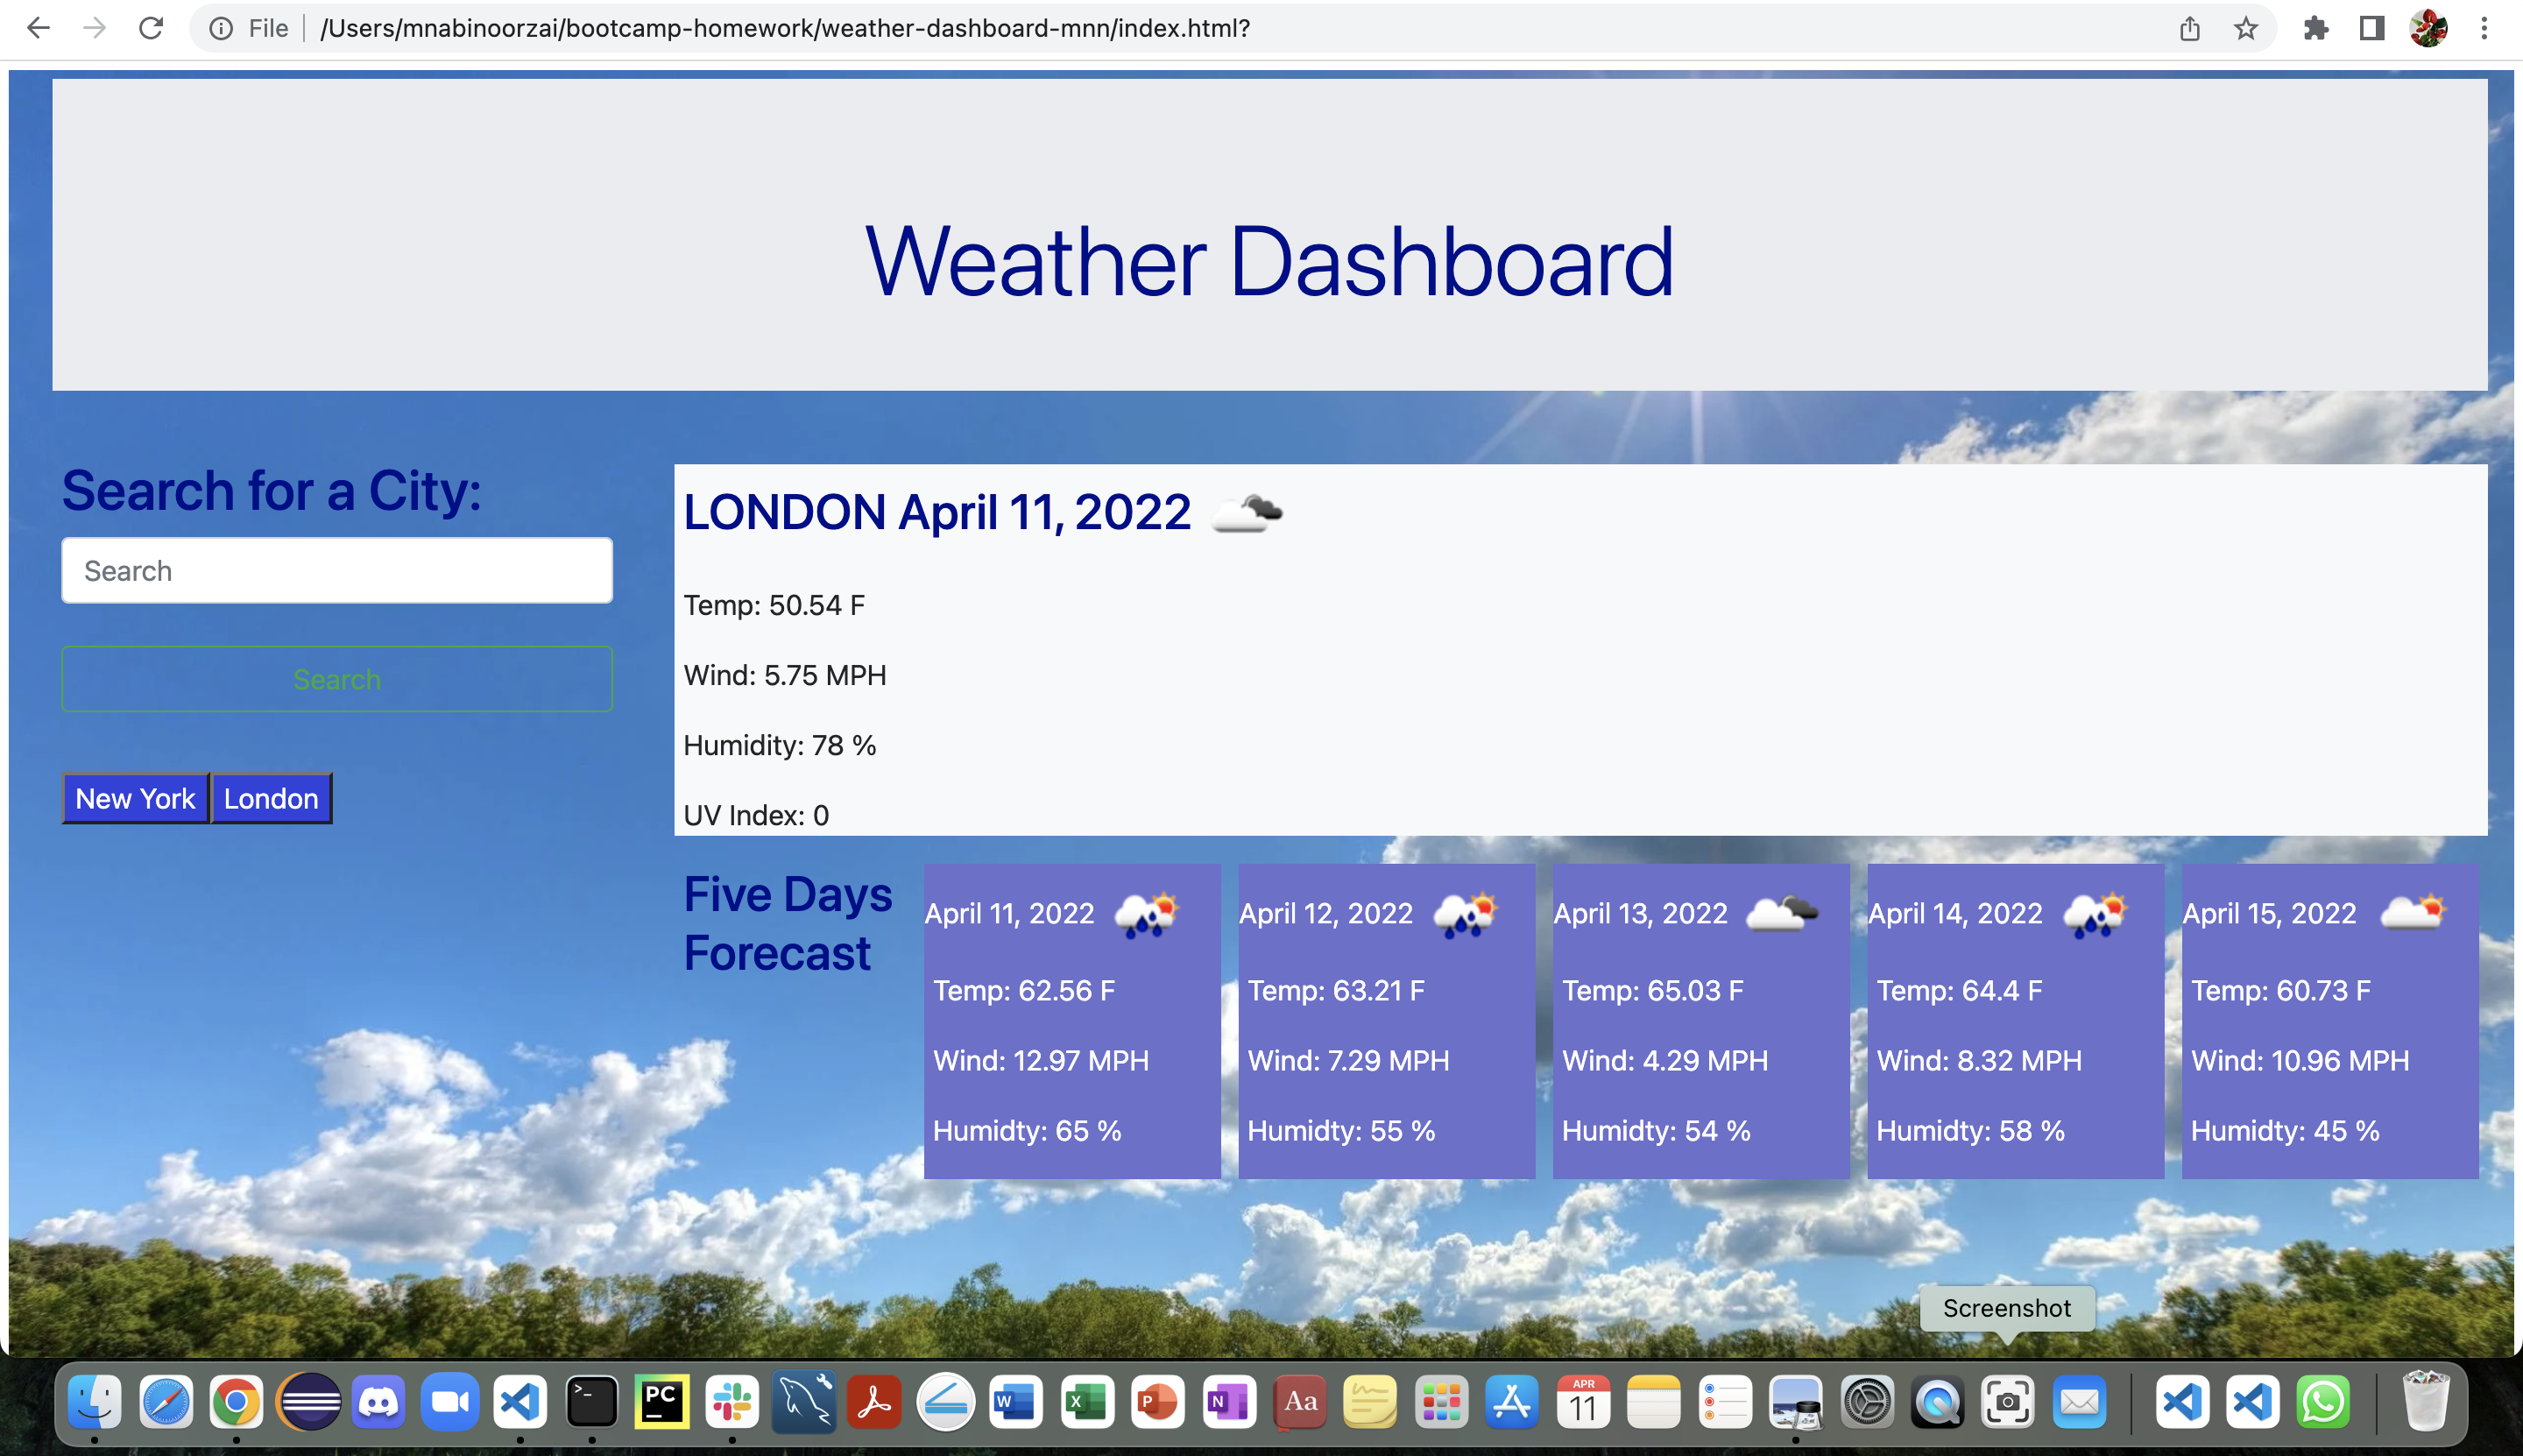 File
/Users/mnabinoorzai/bootcamp-homework/weather-dashboard-mnn/index.html?
Weather Dashboard
Search for a City:
Search
Search
New York
London
LONDON April 11, 2022
Temp: 50.54 F
Wind: 5.75 MPH
Humidity: 78 %
UV Index: 0
Five Days
Forecast
April 11, 2022
Temp: 62.56 F
Wind: 12.97 MPH
Humidty: 65 %
April 12, 2022
Temp: 63.21 F
Wind: 7.29 MPH
Humidty: 55 %
April 13, 2022
Temp: 65.03 F
Wind: 4.29 MPH
Humidty: 54 %
April 14, 2022
Temp: 64.4 F
Wind: 8.32 MPH
Humidty: 58 %
April 15, 2022
Temp: 60.73 F
Wind: 10.96 MPH
Humidty: 45 %
Screenshot
>_
PC
W
X
P
N
Aa
APR
11